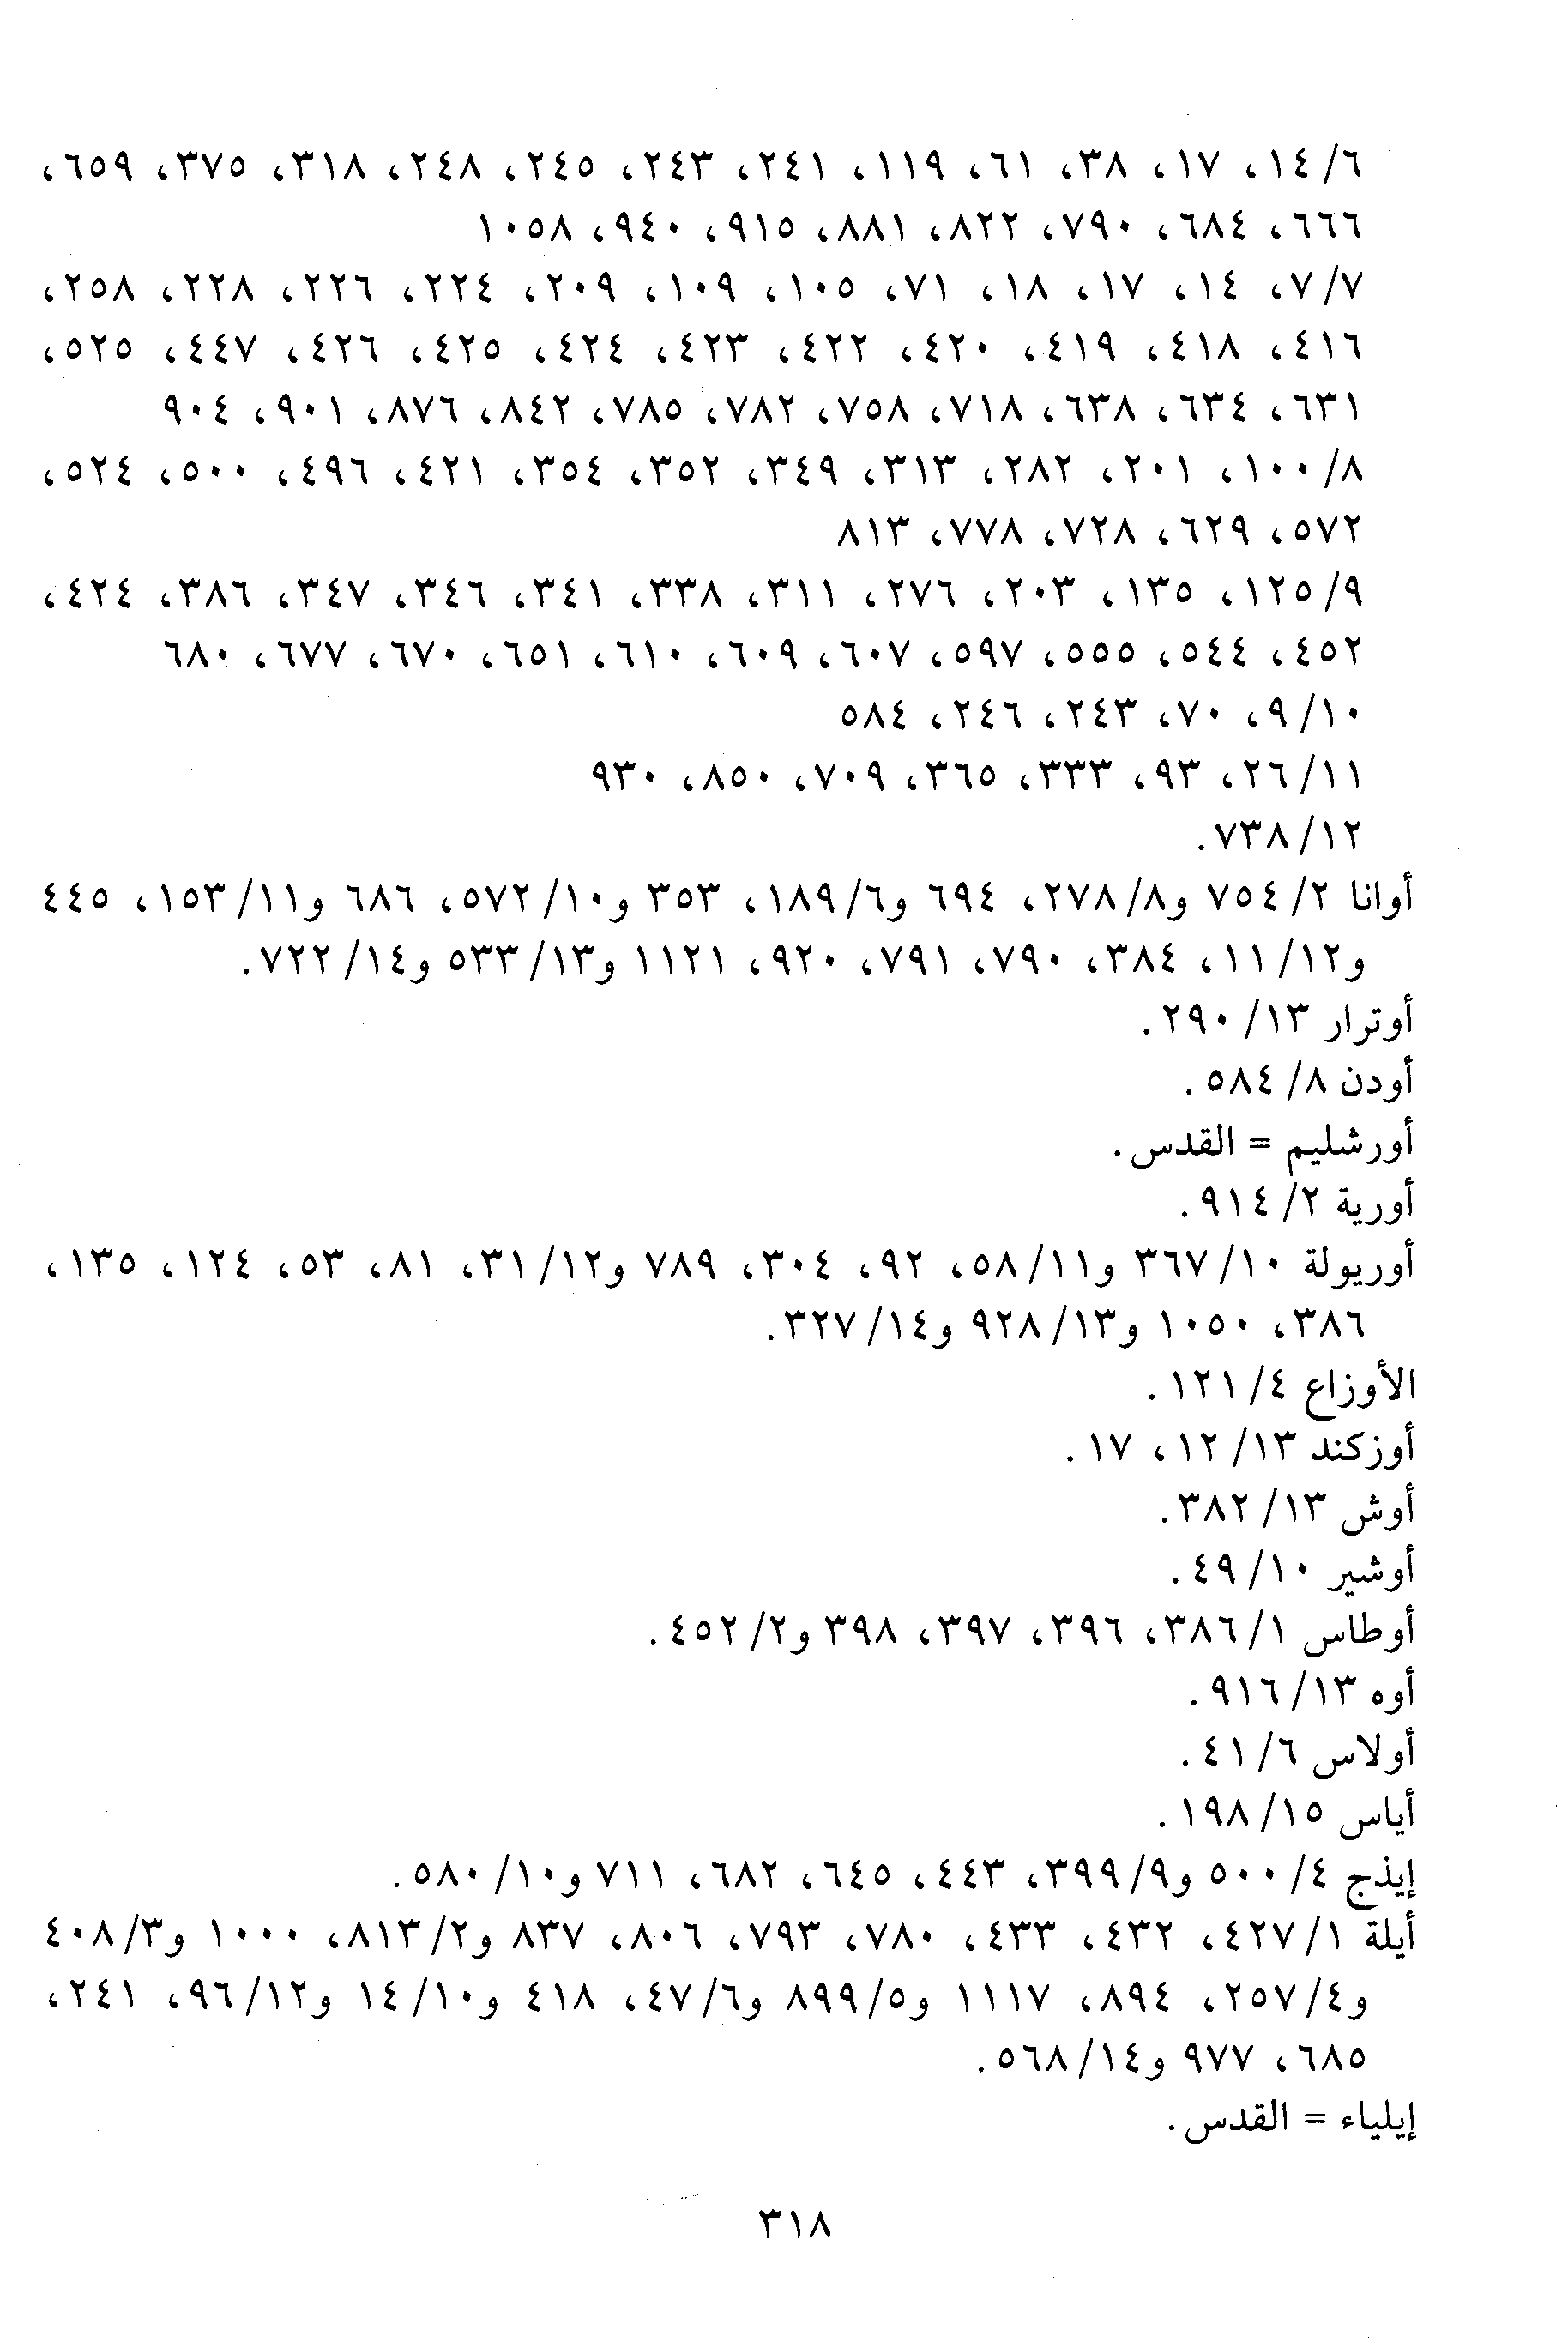 ٦/ ١٤، ١٧، ٣٨، ٦١، ١١٩، ٢٤١، ٢٤٣، ٢٤٥، ٢٤٨، ٣١٨، ٣٧٥، ٦٥٩،
٦٦٦، ٦٨٤، ٧٩٠، ٨٢٢، ٨٨١، ٩١٥، ٩٤٠، ١٠٥٨
٧/ ٧، ١٤، ١٧، ١٨، ٧١، ١٠٥، ١٠٩، ٢٠٩، ٢٢٤، ٢٢٦، ٢٢٨، ٢٥٨،
٤١٦، ٤١٨، ٤١٩، ٤٢٠، ٤٢٢، ٤٢٣، ٤٢٤، ٤٢٥، ٤٢٦، ٤٤٧، ٥٢٥،
٦٣١، ٦٣٤، ٦٣٨، ٧١٨، ٧٥٨، ٧٨٢، ٧٨٥، ٨٤٢، ٨٧٦، ٩٠١، ٩٠٤
٨/ ١٠٠، ٢٠١، ٢٨٢، ٣١٣، ٣٤٩، ٣٥٢، ٣٥٤، ٤٢١، ٤٩٦، ٥٠٠، ٥٢٤،
٥٧٢، ٦٢٩، ٧٢٨، ٧٧٨، ٨١٣
٩/ ١٢٥، ١٣٥، ٢٠٣، ٢٧٦، ٣١١، ٣٣٨، ٣٤١، ٣٤٦، ٣٤٧، ٣٨٦، ٤٢٤،
٤٥٢، ٥٤٤، ٥٥٥، ٥٩٧، ٦٠٧، ٦٠٩، ٦١٠، ٦٥١، ٦٧٠، ٦٧٧، ٦٨٠
١٠/ ٩، ٧٠، ٢٤٣، ٢٤٦، ٥٨٤
١١/ ٢٦، ٩٣، ٣٣٣، ٣٦٥، ٧٠٩، ٨٥٠، ٩٣٠
١٢/ ٧٣٨.
أوانا ٢/ ٧٥٤ و٨/ ٢٧٨، ٦٩٤ و٦/ ١٨٩، ٣٥٣ و١٠/ ٥٧٢، ٦٨٦ و١١/ ١٥٣، ٤٤٥
و١٢/ ١١، ٣٨٤، ٧٩٠، ٧٩١، ٩٢٠، ١١٢١ و١٣/ ٥٣٣ و١٤/ ٧٢٢.
أوترار ١٣/ ٢٩٠.
أودن ٨/ ٥٨٤.
أورشليم = القدس.
أورية ٢/ ٩١٤.
أوريولة ١٠/ ٣٦٧ و١١/ ٥٨، ٩٢، ٣٠٤، ٧٨٩ و١٢/ ٣١، ٨١، ٥٣، ١٢٤، ١٣٥،
٣٨٦، ١٠٥٠ و١٣/ ٩٢٨ و١٤/ ٣٢٧.
الأوزاع ٤/ ١٢١.
أوزكند ١٣/ ١٢، ١٧.
أوش ١٣/ ٣٨٢.
أوشير ١٠/ ٤٩.
أوطاس ١/ ٣٨٦، ٣٩٦، ٣٩٧، ٣٩٨ و٢/ ٤٥٢.
أوه ١٣/ ٩١٦.
أولاس ٦/ ٤١.
أياس ١٥/ ١٩٨.
إيذج ٤/ ٥٠٠ و٩/ ٣٩٩، ٤٤٣، ٦٤٥، ٦٨٢، ٧١١ و١٠/ ٥٨٠.
أيلة ١/ ٤٢٧، ٤٣٢، ٤٣٣، ٧٨٠، ٧٩٣، ٨٠٦، ٨٣٧ و٢/ ٨١٣، ١٠٠٠ و٣/ ٤٠٨
و٤/ ٢٥٧، ٨٩٤، ١١١٧ و٥/ ٨٩٩ و٦/ ٤٧، ٤١٨ و١٠/ ١٤ و١٢/ ٩٦، ٢٤١،
٦٨٥، ٩٧٧ و١٤/ ٥٦٨.
إيلياء = القدس.
٣١٨